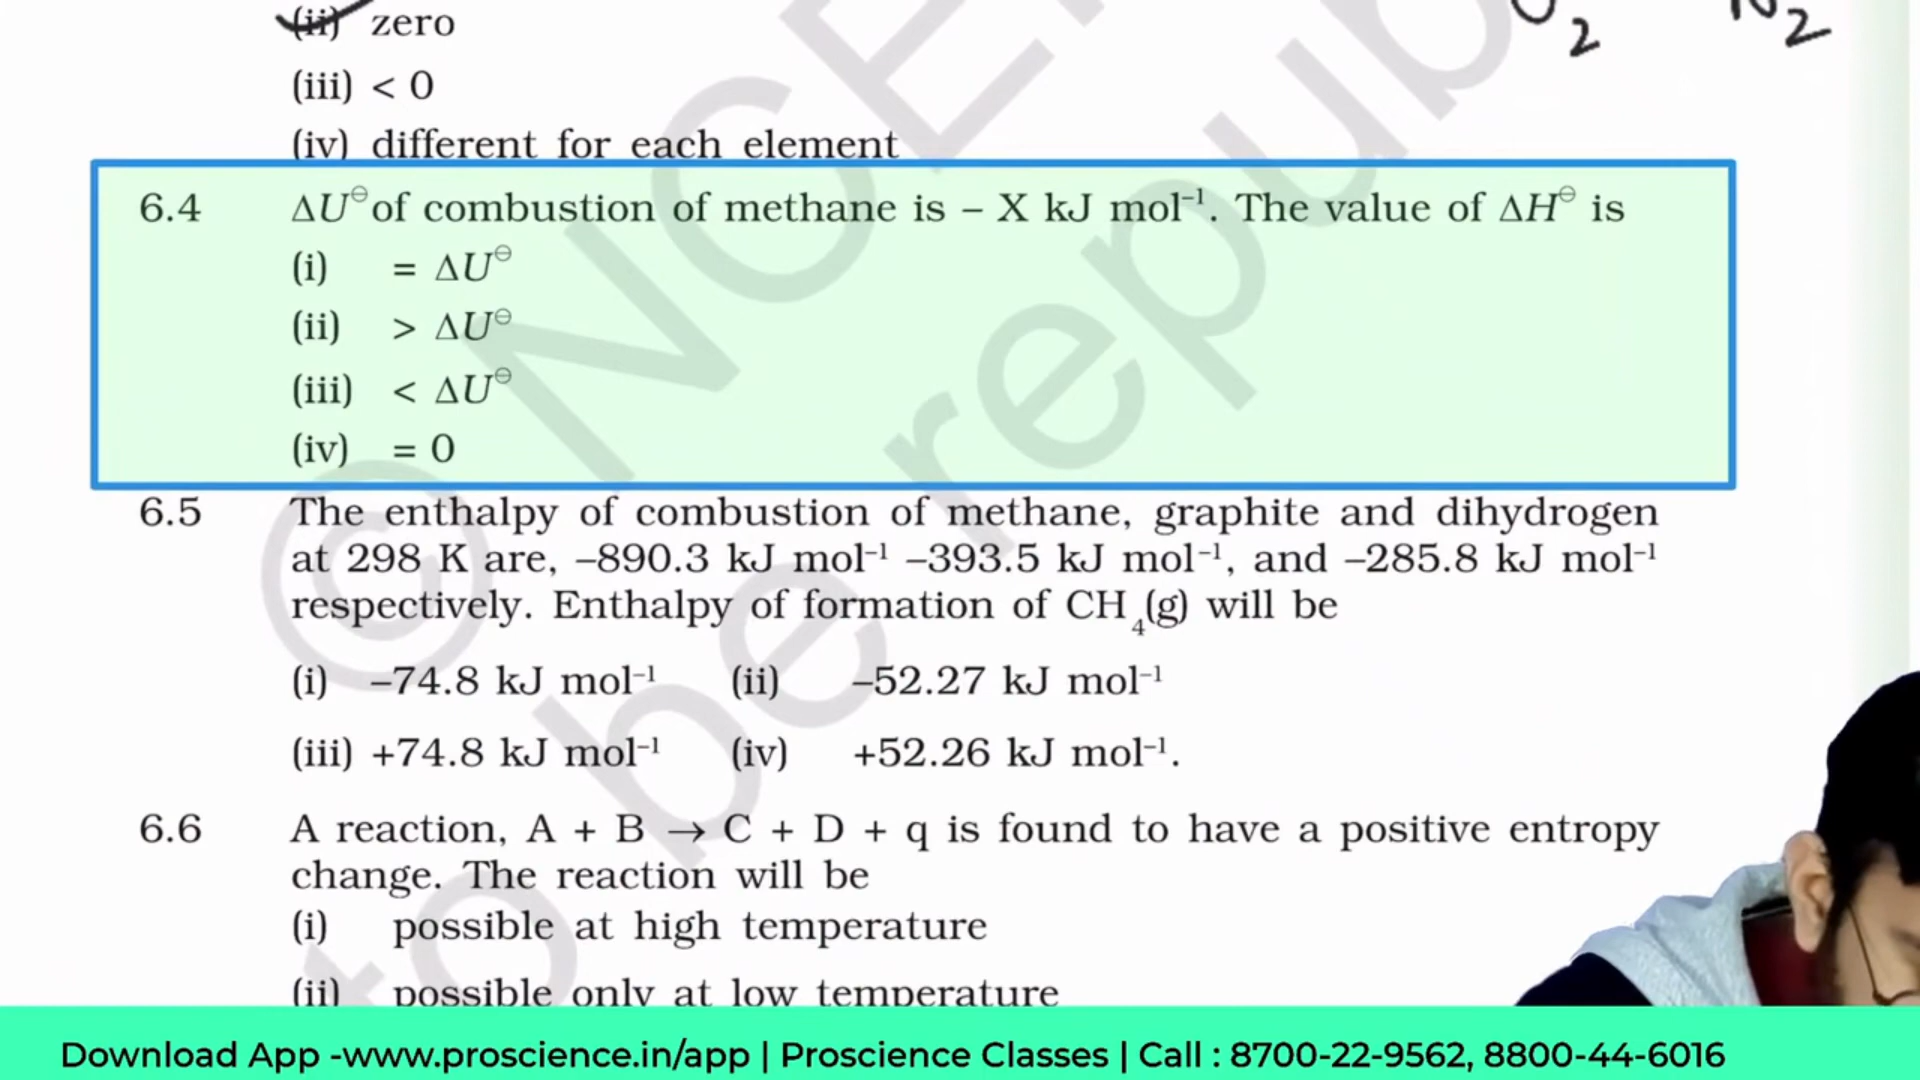 (ii) zero
O2 N2
(iii) < 0
(iv) different for each element
6.4 ΔU⊖ of combustion of methane is – X kJ mol–1. The value of ΔH⊖ is
(i) = ΔU⊖
(ii) > ΔU⊖
(iii) < ΔU⊖
(iv) = 0
6.5 The enthalpy of combustion of methane, graphite and dihydrogen
at 298 K are, –890.3 kJ mol–1 –393.5 kJ mol–1, and –285.8 kJ mol–1
respectively. Enthalpy of formation of CH4(g) will be
(i) –74.8 kJ mol–1 (ii) –52.27 kJ mol–1
(iii) +74.8 kJ mol–1 (iv) +52.26 kJ mol–1.
6.6 A reaction, A + B → C + D + q is found to have a positive entropy
change. The reaction will be
(i) possible at high temperature
(ii) possible only at low temperature
Download App -www.proscience.in/app | Proscience Classes | Call : 8700-22-9562, 8800-44-6016
© NCE
to be repub